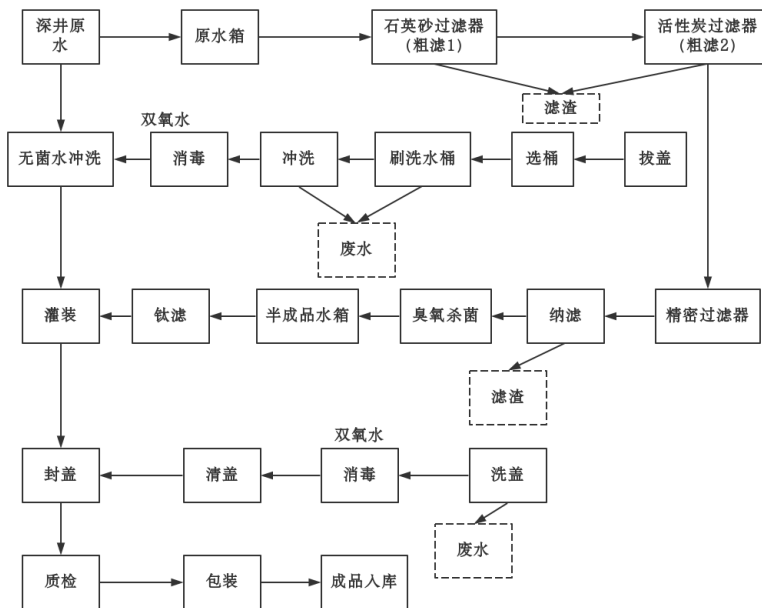 深井原
水
原水箱
石英砂过滤器
(粗滤1)
活性炭过滤器
(粗滤2)
滤渣
双氧水
无菌水冲洗
消毒
冲洗
刷洗水桶
选桶
拔盖
废水
灌装
钛滤
半成品水箱
臭氧杀菌
纳滤
精密过滤器
滤渣
双氧水
封盖
清盖
消毒
洗盖
废水
质检
包装
成品入库